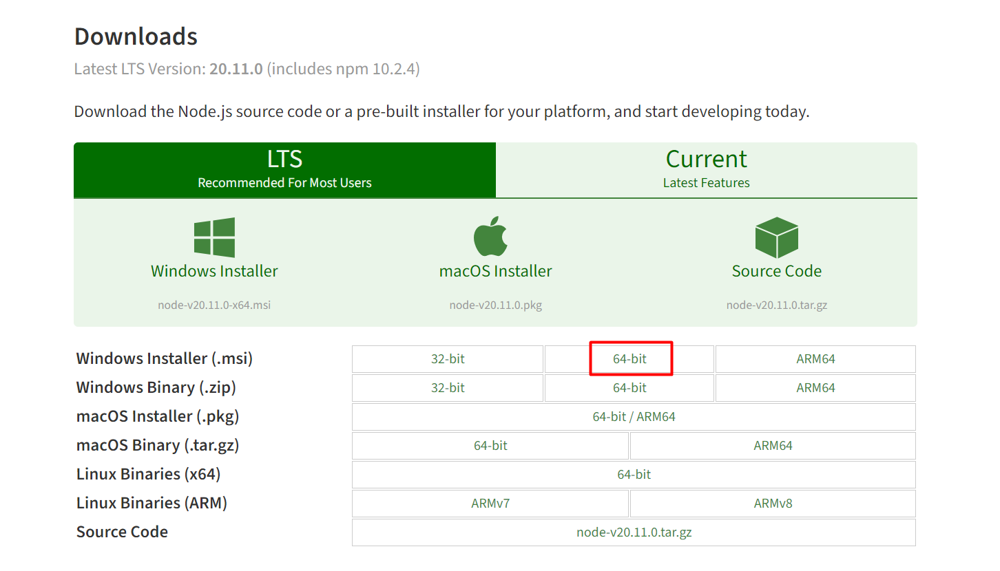 Downloads
Latest LTS Version: 20.11.0 (includes npm 10.2.4)
Download the Node.js source code or a pre-built installer for your platform, and start developing today.
LTS
Recommended For Most Users
Current
Latest Features
Windows Installer
node-v20.11.0-x64.msi
macOS Installer
node-v20.11.0.pkg
Source Code
node-v20.11.0.tar.gz
Windows Installer (.msi) 32-bit 64-bit ARM64
Windows Binary (.zip) 32-bit 64-bit ARM64
macOS Installer (.pkg) 64-bit / ARM64
macOS Binary (.tar.gz) 64-bit ARM64
Linux Binaries (x64) 64-bit
Linux Binaries (ARM) ARMv7 ARMv8
Source Code node-v20.11.0.tar.gz